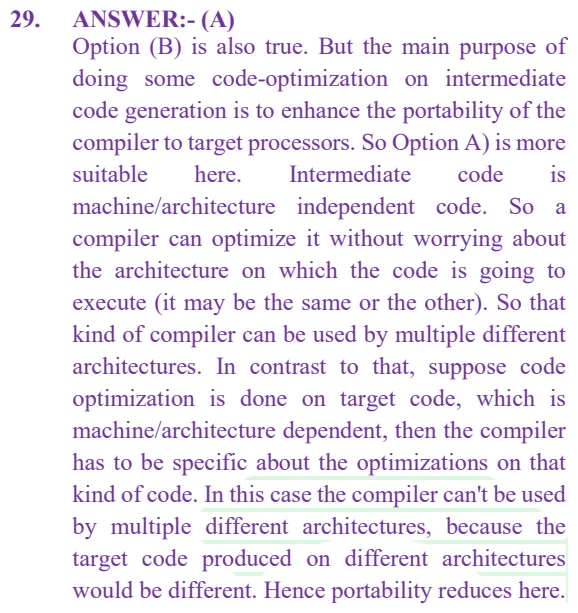 29. ANSWER:- (A)
Option (B) is also true. But the main purpose of
doing some code-optimization on intermediate
code generation is to enhance the portability of the
compiler to target processors. So Option A) is more
suitable here. Intermediate code is
machine/architecture independent code. So a
compiler can optimize it without worrying about
the architecture on which the code is going to
execute (it may be the same or the other). So that
kind of compiler can be used by multiple different
architectures. In contrast to that, suppose code
optimization is done on target code, which is
machine/architecture dependent, then the compiler
has to be specific about the optimizations on that
kind of code. In this case the compiler can't be used
by multiple different architectures, because the
target code produced on different architectures
would be different. Hence portability reduces here.